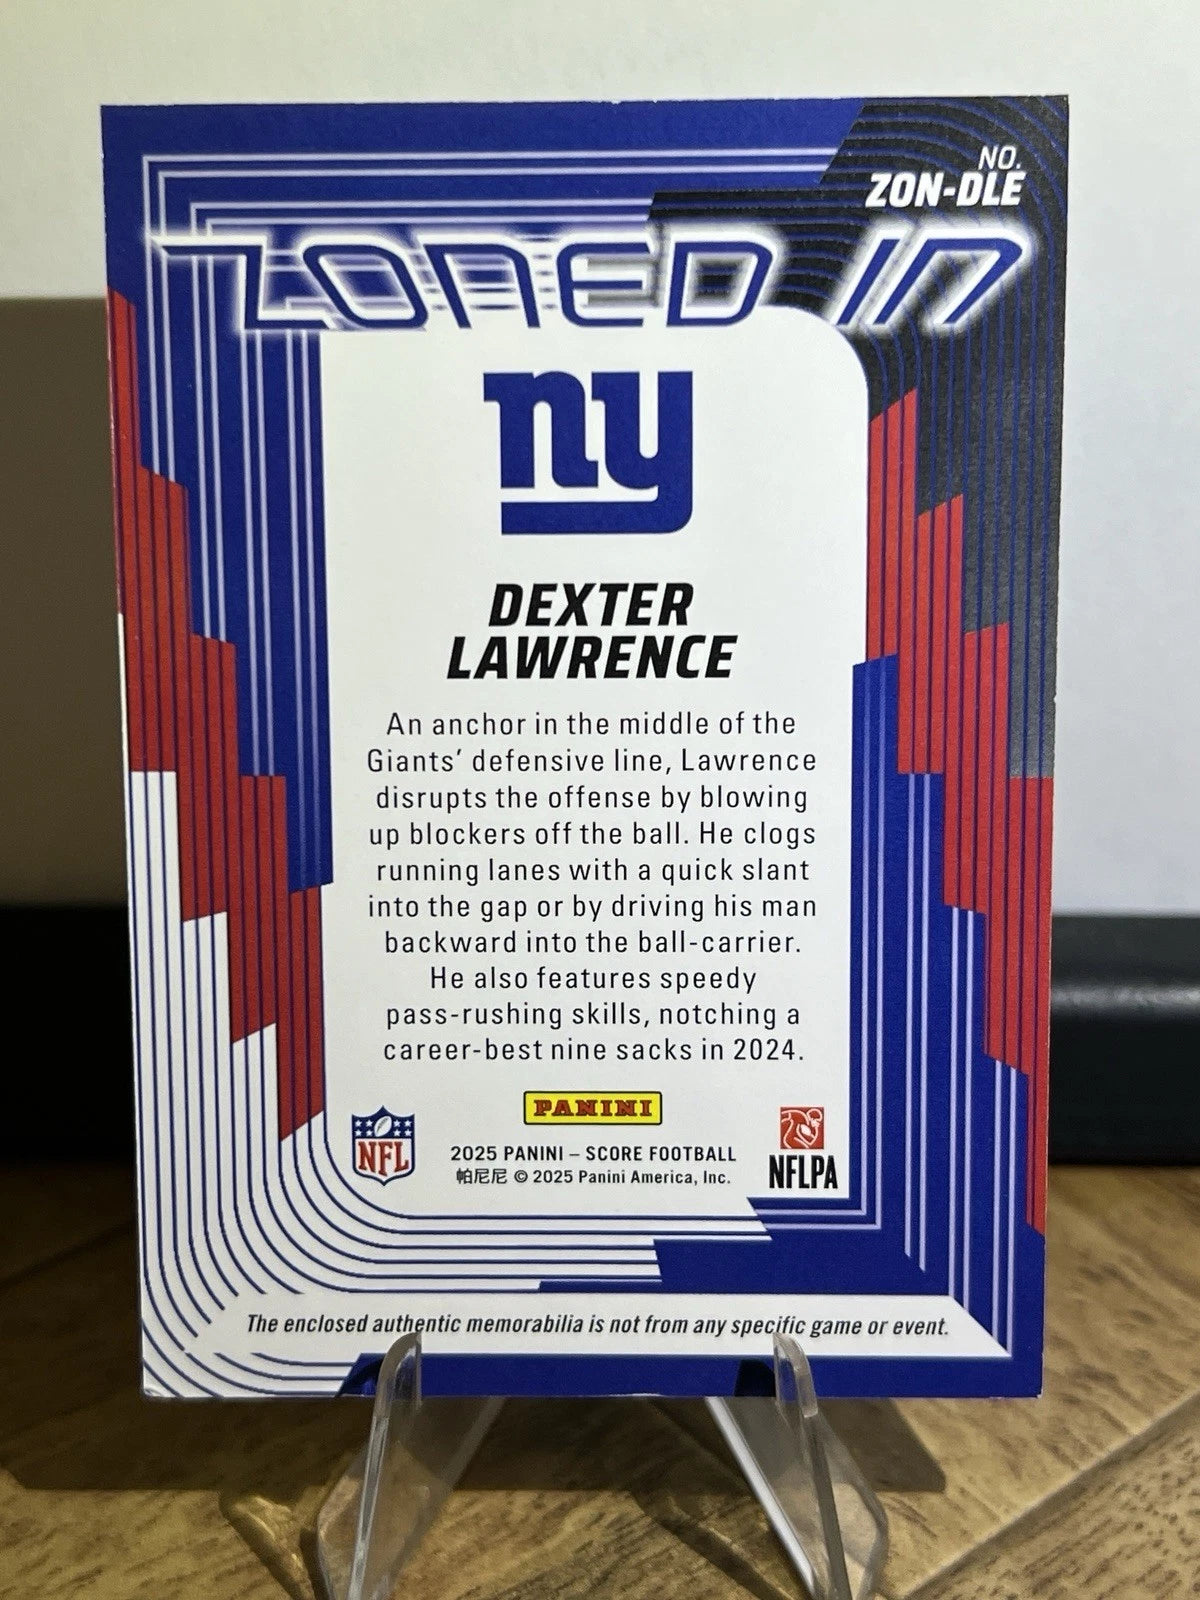 NO.
ZON-DLE
ZONED IN
ny
DEXTER
LAWRENCE
An anchor in the middle of the
Giants' defensive line, Lawrence
disrupts the offense by blowing
up blockers off the ball. He clogs
running lanes with a quick slant
into the gap or by driving his man
backward into the ball-carrier.
He also features speedy
pass-rushing skills, notching a
career-best nine sacks in 2024.
PANINI
NFL
2025 PANINI – SCORE FOOTBALL
帕尼尼 © 2025 Panini America, Inc.
NFLPA
The enclosed authentic memorabilia is not from any specific game or event.